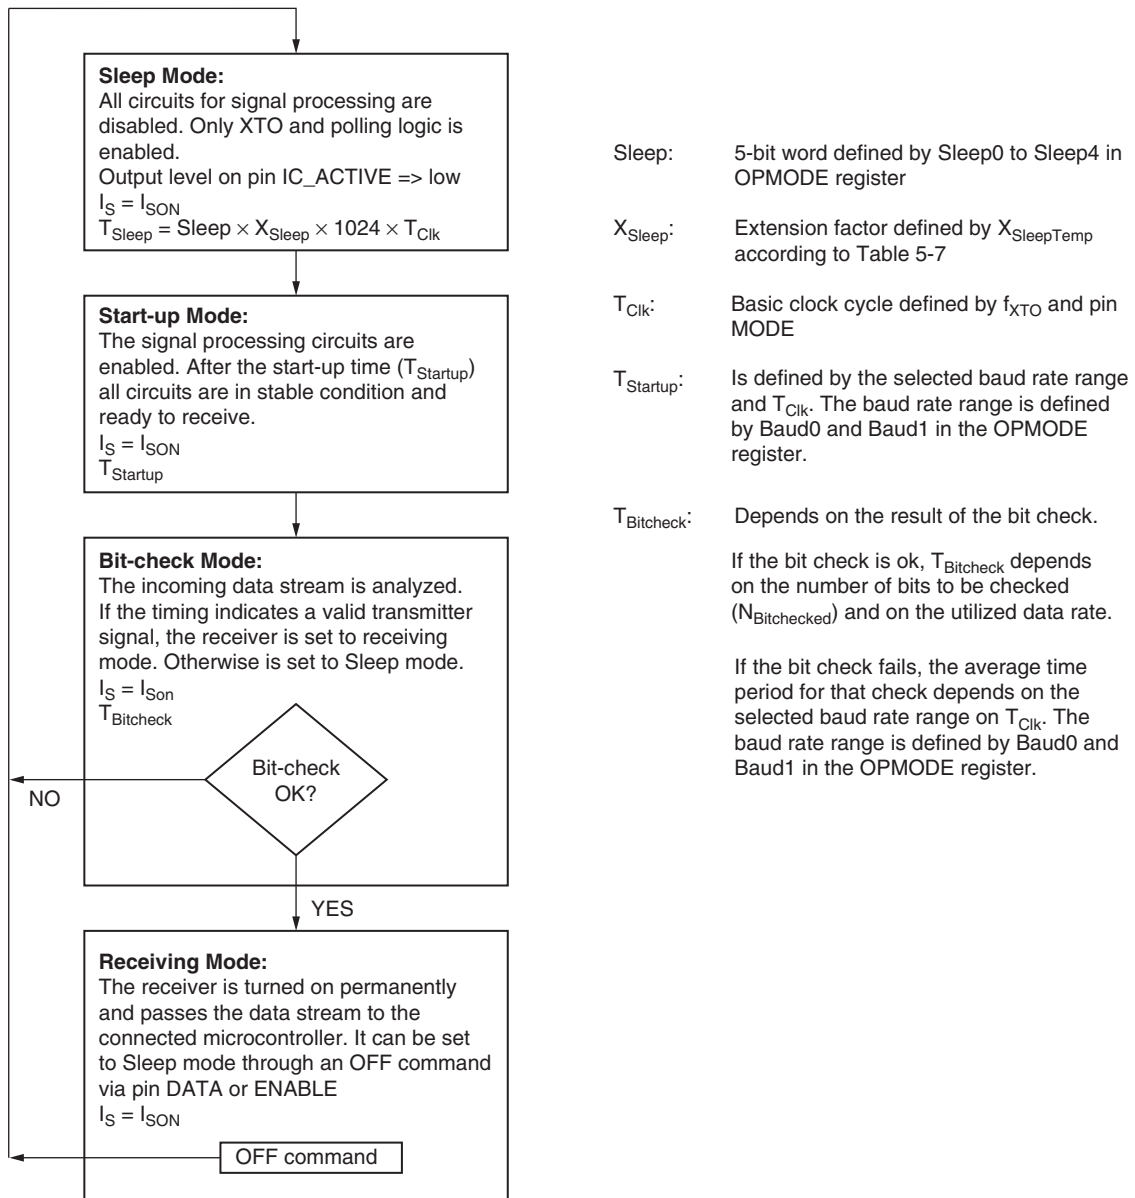 Sleep Mode:
All circuits for signal processing are
disabled. Only XTO and polling logic is
enabled.
Output level on pin IC_ACTIVE => low
I_S = I_SON
T_Sleep = Sleep × X_Sleep × 1024 × T_Clk
Start-up Mode:
The signal processing circuits are
enabled. After the start-up time (T_Startup)
all circuits are in stable condition and
ready to receive.
I_S = I_SON
T_Startup
Bit-check Mode:
The incoming data stream is analyzed.
If the timing indicates a valid transmitter
signal, the receiver is set to receiving
mode. Otherwise is set to Sleep mode.
I_S = I_Son
T_Bitcheck
Bit-check
OK?
NO
YES
Receiving Mode:
The receiver is turned on permanently
and passes the data stream to the
connected microcontroller. It can be set
to Sleep mode through an OFF command
via pin DATA or ENABLE
I_S = I_SON
OFF command
Sleep: 5-bit word defined by Sleep0 to Sleep4 in
OPMODE register
X_Sleep: Extension factor defined by X_SleepTemp
according to Table 5-7
T_Clk: Basic clock cycle defined by f_XTO and pin
MODE
T_Startup: Is defined by the selected baud rate range
and T_Clk. The baud rate range is defined
by Baud0 and Baud1 in the OPMODE
register.
T_Bitcheck: Depends on the result of the bit check.
If the bit check is ok, T_Bitcheck depends
on the number of bits to be checked
(N_Bitchecked) and on the utilized data rate.
If the bit check fails, the average time
period for that check depends on the
selected baud rate range on T_Clk. The
baud rate range is defined by Baud0 and
Baud1 in the OPMODE register.